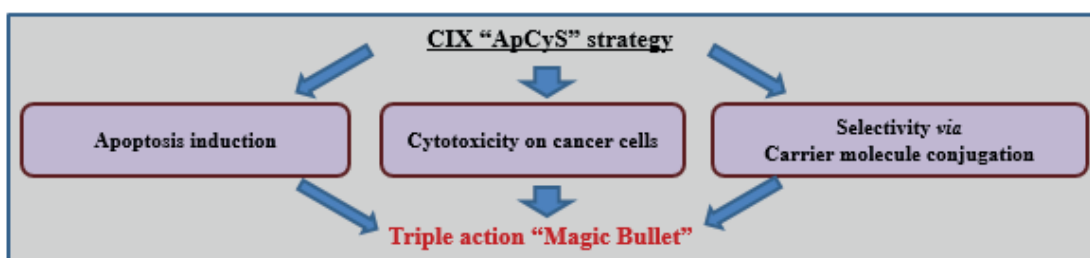 CIX “ApCyS” strategy
Apoptosis induction
Cytotoxicity on cancer cells
Selectivity via
Carrier molecule conjugation
Triple action “Magic Bullet”